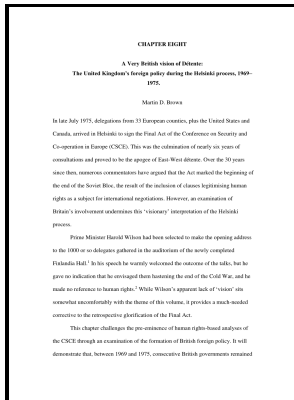 CHAPTER EIGHT
A Very British vision of Détente:
The United Kingdom's foreign policy during the Helsinki process, 1969–
1975.
Martin D. Brown
In late July 1975, delegations from 33 European counties, plus the United States and
Canada, arrived in Helsinki to sign the Final Act of the Conference on Security and
Co-operation in Europe (CSCE). This was the culmination of nearly six years of
consultations and proved to be the apogee of East-West détente. Over the 30 years
since then, numerous commentators have argued that the Act marked the beginning of
the end of the Soviet Bloc, the result of inclusion of clauses legitimising human
rights as a subject for international negotiations. However, an examination of
Britain's involvement undermines this 'visionary' interpretation of the Helsinki
process.
Prime Minister Harold Wilson had been selected to make the opening address
to the 1000 or so delegates gathered in the auditorium of the newly completed
Finlandia Hall.¹ In his speech he warmly welcomed the outcome of the talks, but he
gave no indication that he envisaged them hastening the end of the Cold War, and he
made no reference to human rights.² While Wilson's apparent lack of 'vision' sits
somewhat uncomfortably with the theme of this volume, it provides a much-needed
corrective to the retrospective glorification of the Final Act.
This chapter challenges the pre-eminence of human rights-based analyses of
the CSCE through an examination of the formation of British foreign policy. It will
demonstrate that, between 1969 and 1975, consecutive British governments remained